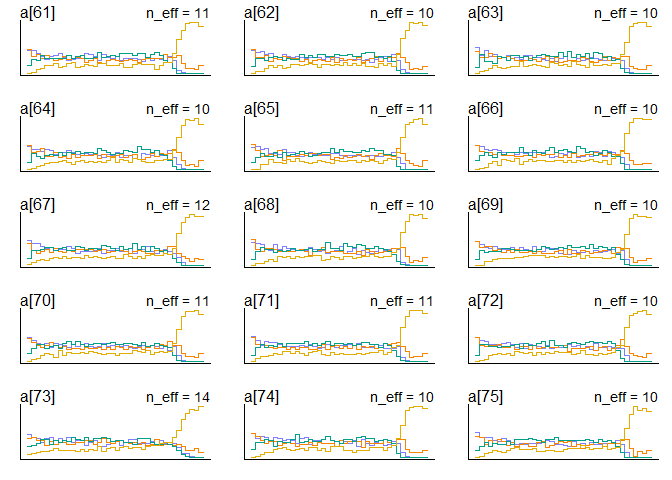 a[61] n_eff = 11 a[62] n_eff = 10 a[63] n_eff = 10
a[64] n_eff = 10 a[65] n_eff = 11 a[66] n_eff = 10
a[67] n_eff = 12 a[68] n_eff = 10 a[69] n_eff = 10
a[70] n_eff = 11 a[71] n_eff = 11 a[72] n_eff = 10
a[73] n_eff = 14 a[74] n_eff = 10 a[75] n_eff = 10